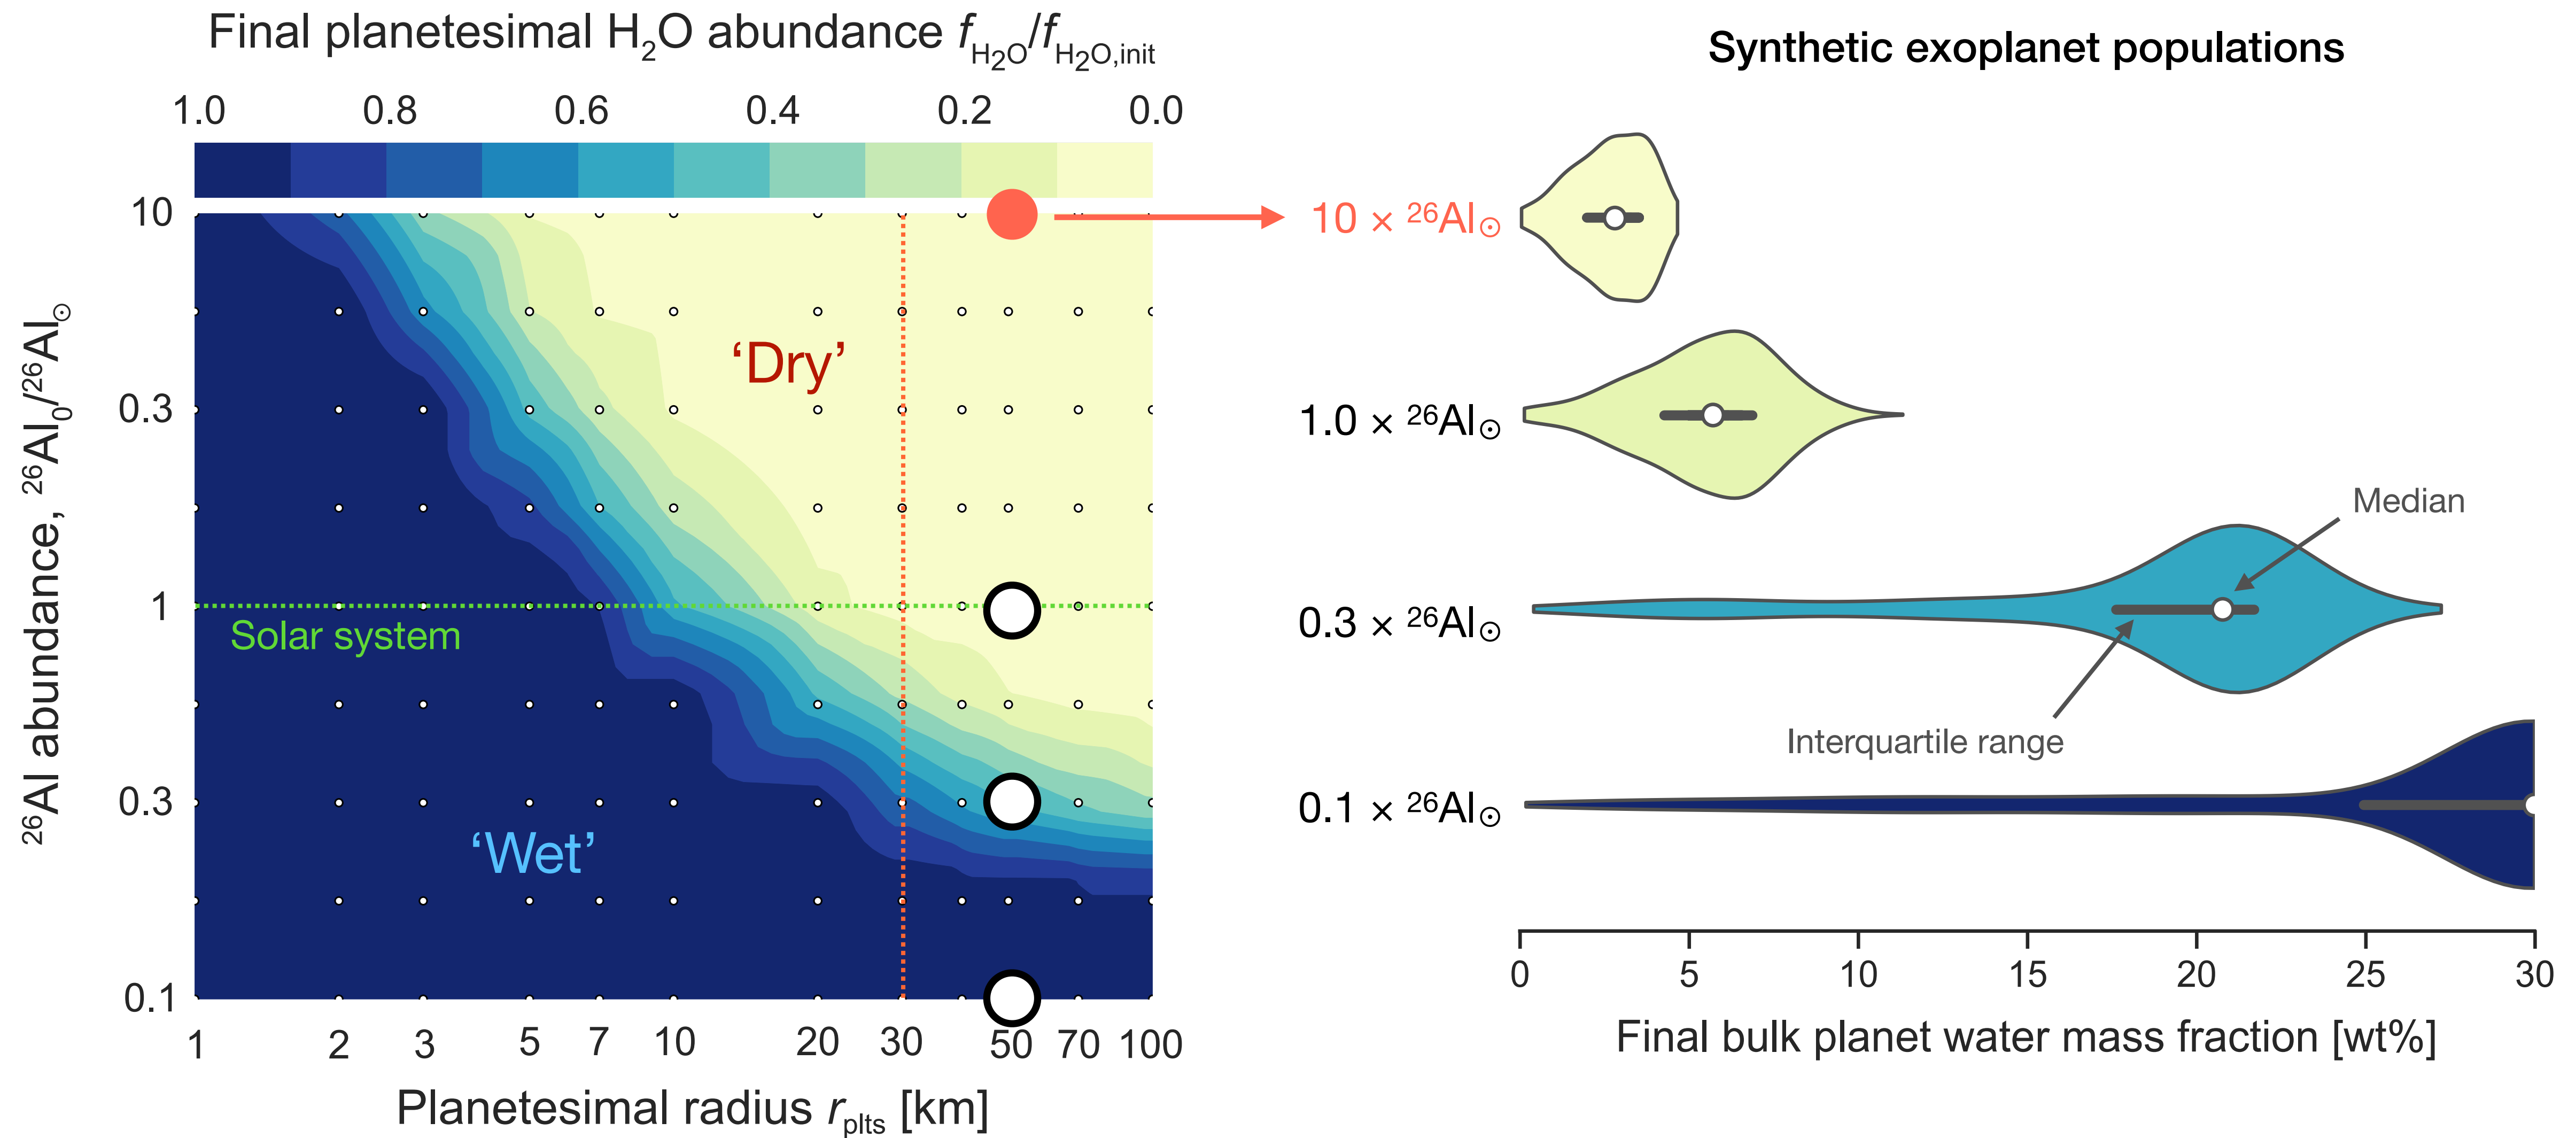 Final planetesimal H₂O abundance fH₂O/fH₂O,init
1.0 0.8 0.6 0.4 0.2 0.0
²⁶Al abundance, ²⁶Al₀/²⁶Al☉
10
0.3
1
0.3
0.1
'Dry'
Solar system
'Wet'
1 2 3 5 7 10 20 30 50 70 100
Planetesimal radius rplts [km]
Synthetic exoplanet populations
10 × ²⁶Al☉
1.0 × ²⁶Al☉
Median
0.3 × ²⁶Al☉
Interquartile range
0.1 × ²⁶Al☉
0 5 10 15 20 25 30
Final bulk planet water mass fraction [wt%]